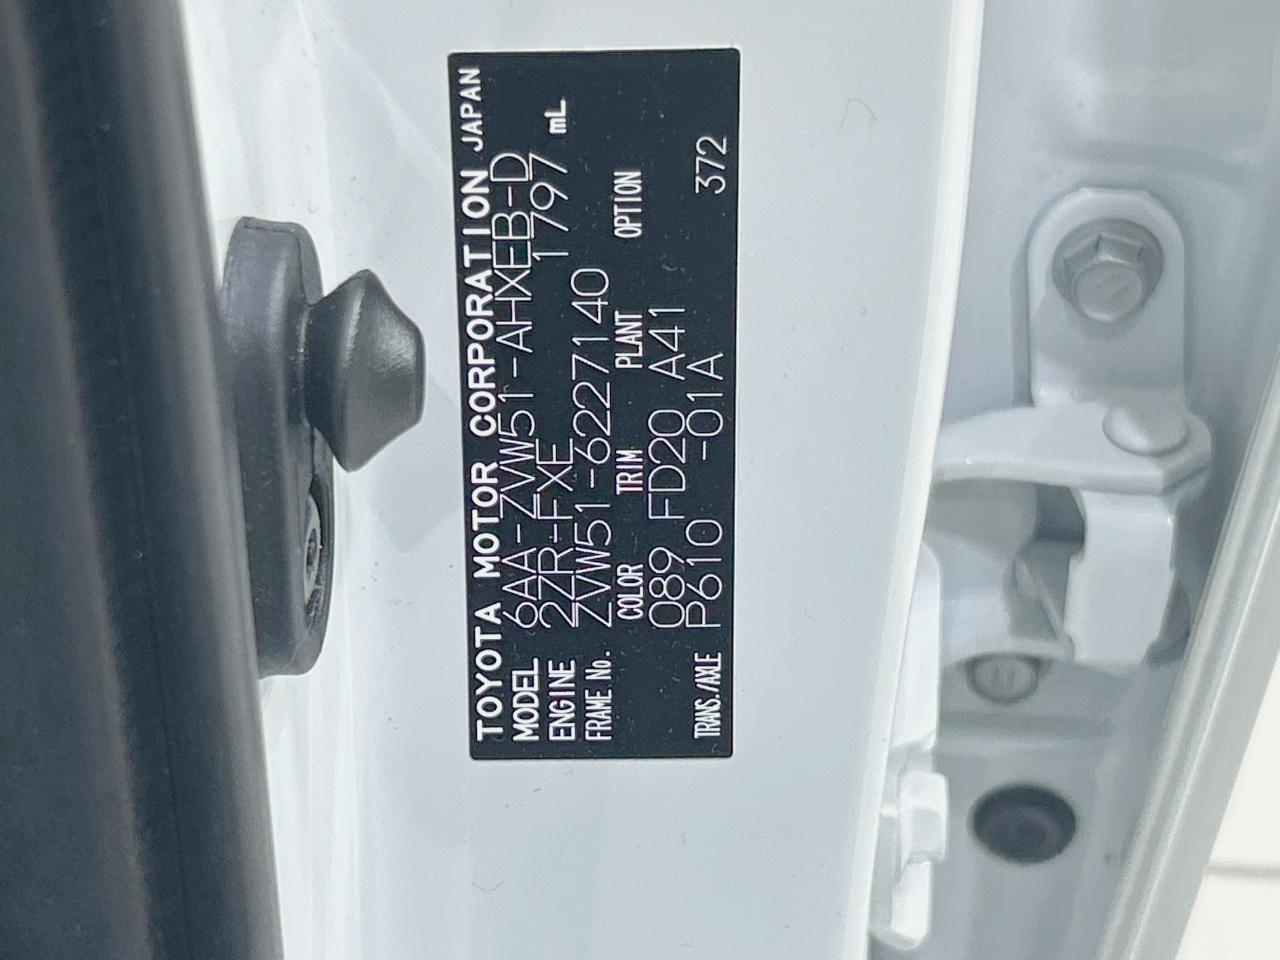 TOYOTA MOTOR CORPORATION JAPAN
MODEL 6AA-ZVW51-AHXEB-D
ENGINE 2ZR-FXE 1797 mL
FRAME No. ZVW51-6227140
COLOR TRIM PLANT OPTION
089 FD20 A41
TRANS./AXLE P610 -01A 372